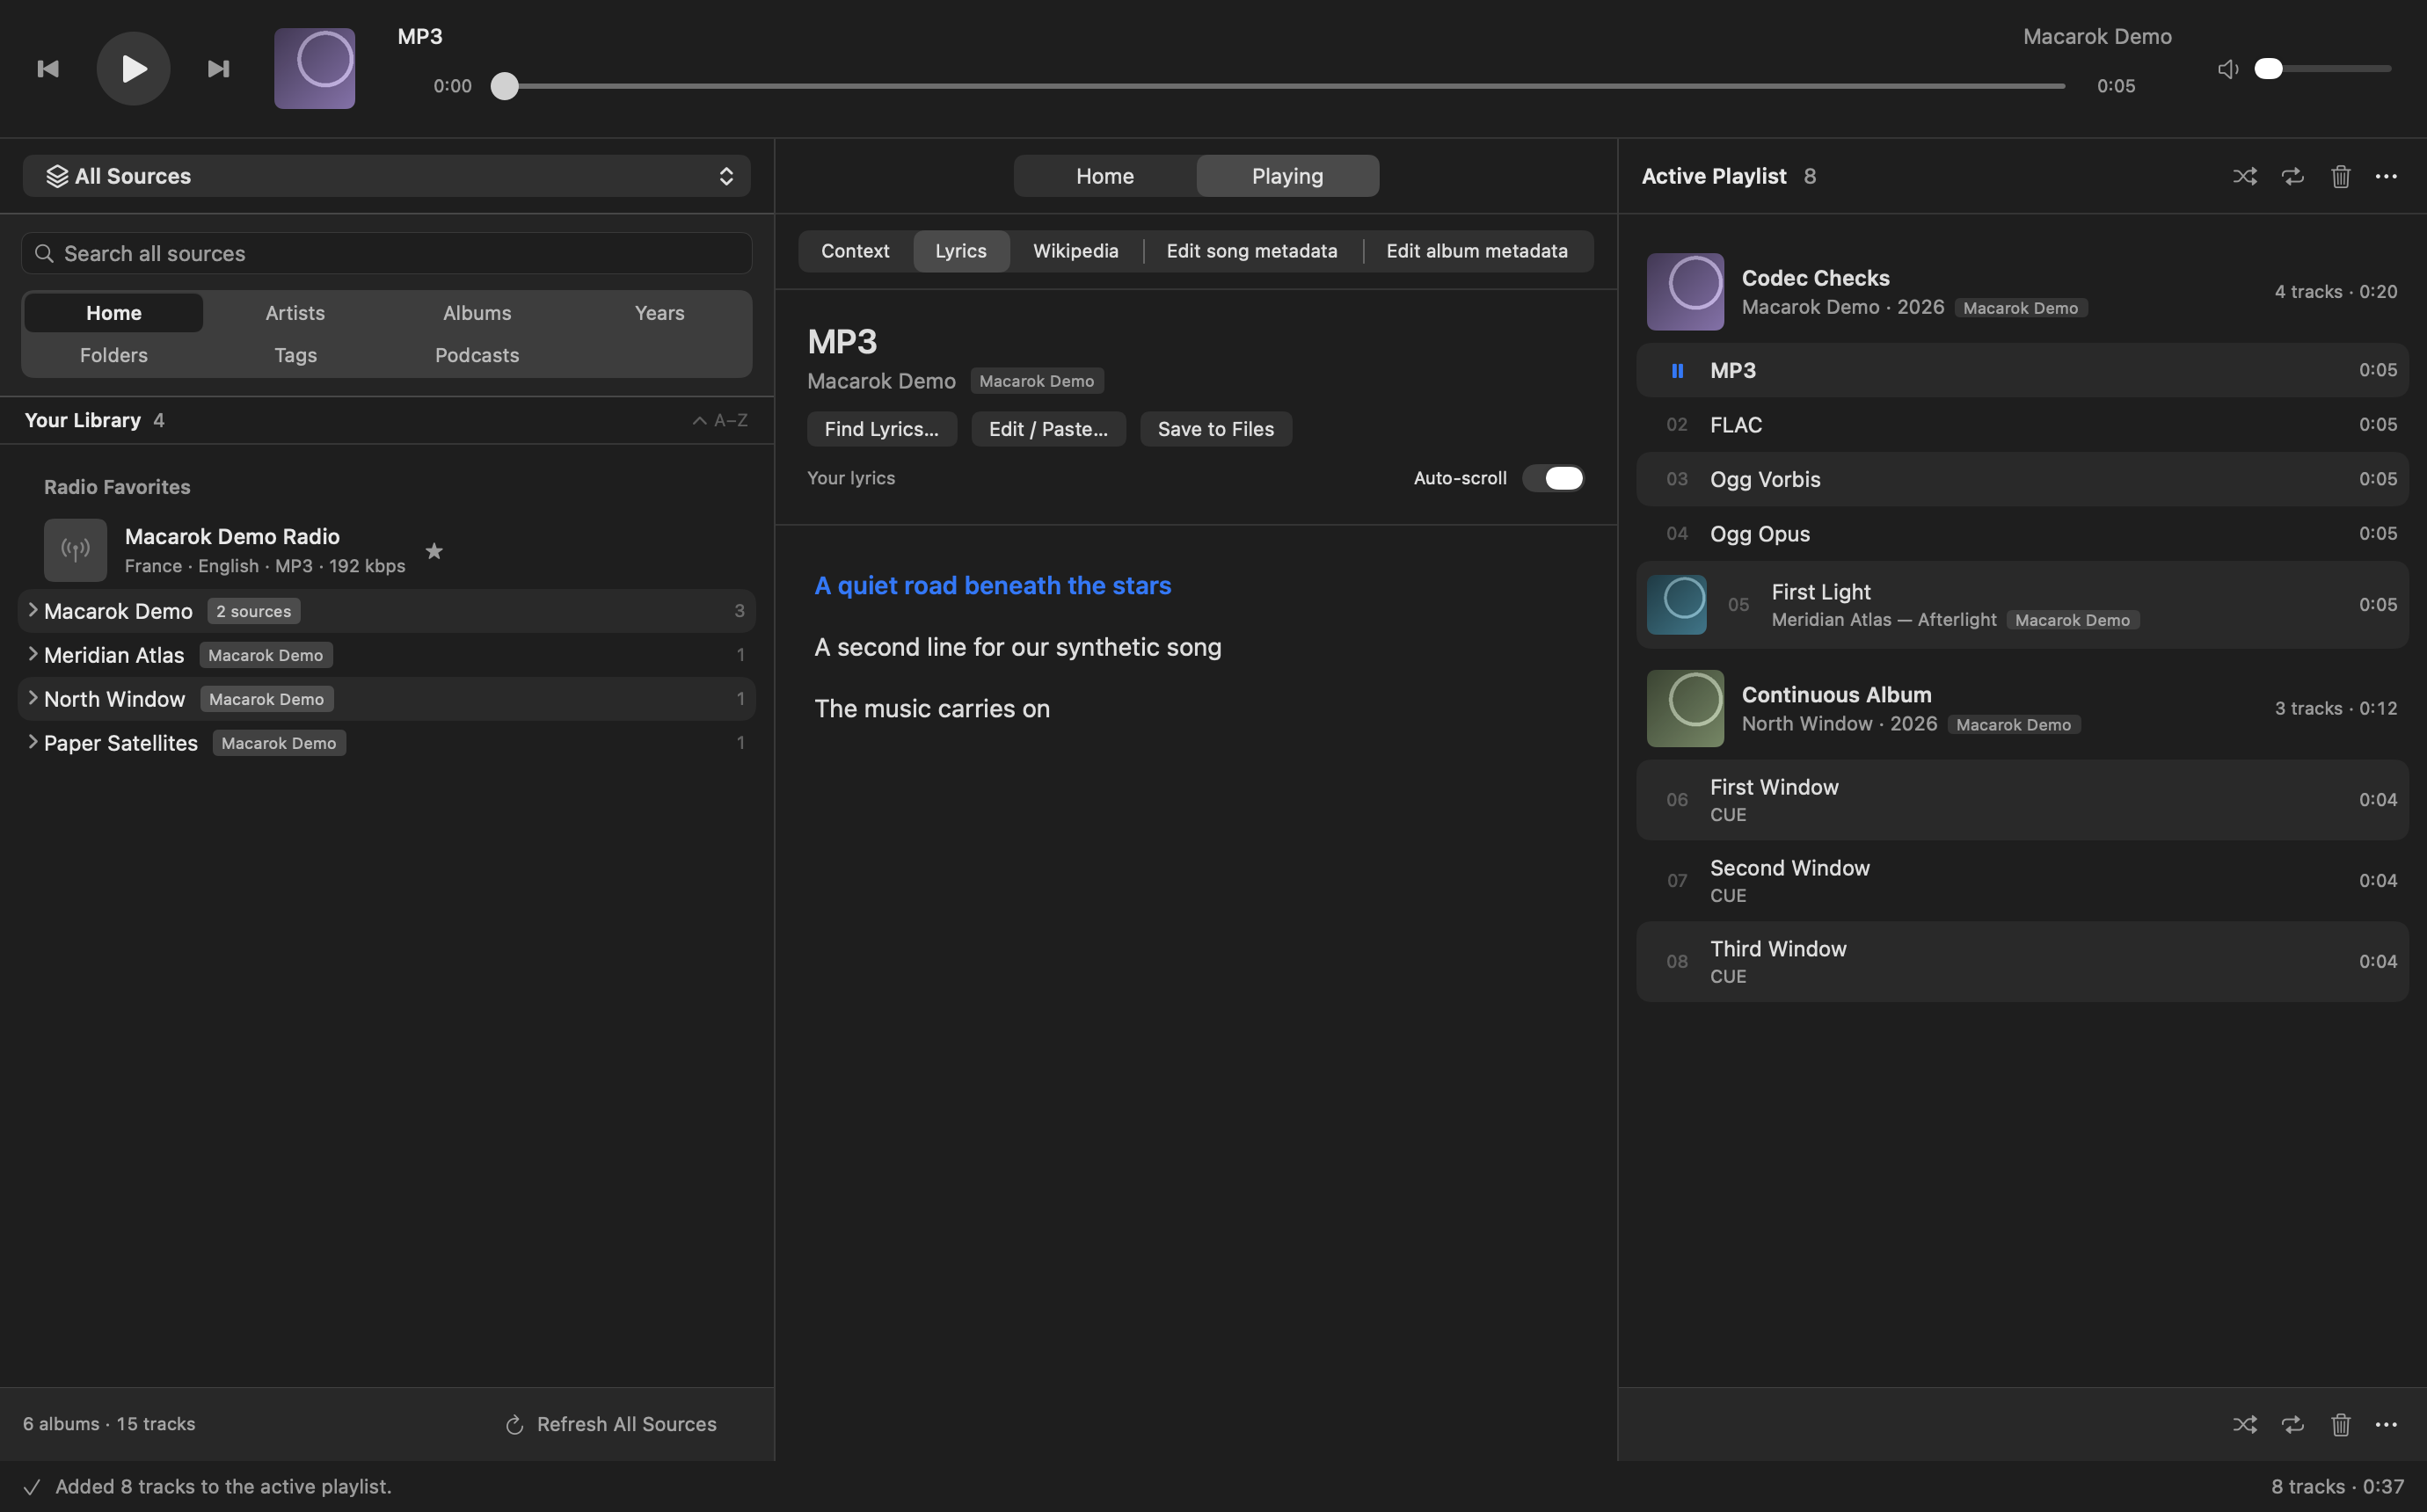 MP3
Macarok Demo
0:00
0:05
All Sources
Search all sources
Home Artists Albums Years
Folders Tags Podcasts
Your Library 4
A–Z
Radio Favorites
Macarok Demo Radio
France · English · MP3 · 192 kbps
Macarok Demo 2 sources 3
Meridian Atlas Macarok Demo 1
North Window Macarok Demo 1
Paper Satellites Macarok Demo 1
6 albums · 15 tracks
Refresh All Sources
Home Playing
Context Lyrics Wikipedia Edit song metadata Edit album metadata
MP3
Macarok Demo Macarok Demo
Find Lyrics... Edit / Paste... Save to Files
Your lyrics
Auto-scroll
A quiet road beneath the stars
A second line for our synthetic song
The music carries on
Active Playlist 8
Codec Checks
Macarok Demo · 2026 Macarok Demo
4 tracks · 0:20
MP3 0:05
02 FLAC 0:05
03 Ogg Vorbis 0:05
04 Ogg Opus 0:05
05 First Light 0:05
Meridian Atlas — Afterlight Macarok Demo
Continuous Album
North Window · 2026 Macarok Demo
3 tracks · 0:12
06 First Window 0:04
CUE
07 Second Window 0:04
CUE
08 Third Window 0:04
CUE
Added 8 tracks to the active playlist.
8 tracks · 0:37